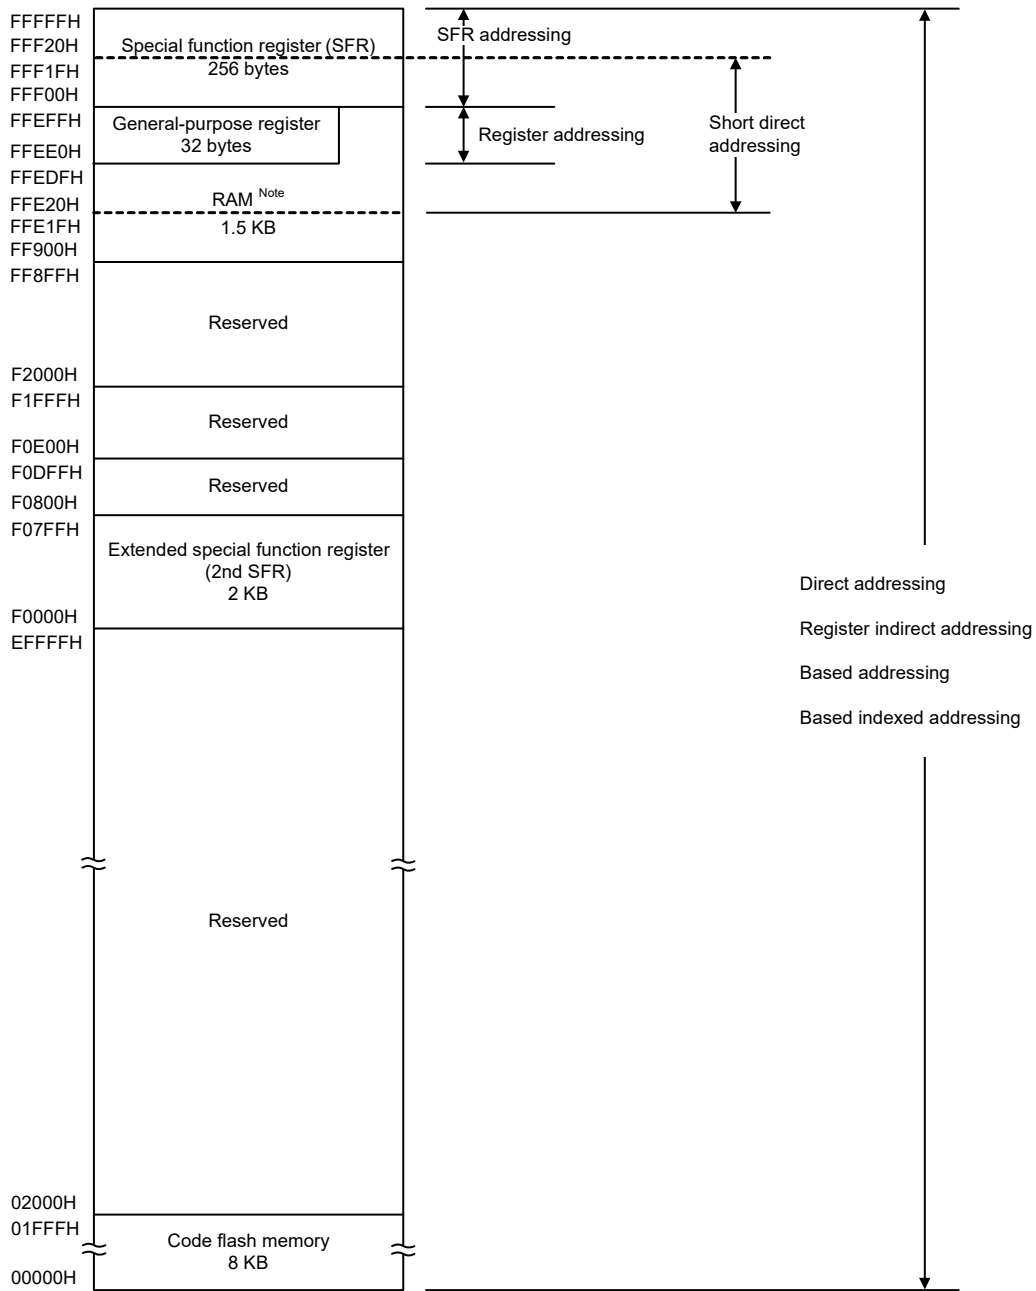 FFFFFH
SFR addressing
FFF20H
Special function register (SFR)
256 bytes
FFF1FH
FFF00H
FFEFFH
General-purpose register
32 bytes
Register addressing
Short direct
addressing
FFEE0H
FFEDFH
RAM Note
1.5 KB
FFE20H
FFE1FH
FF900H
FF8FFH
Reserved
F2000H
F1FFFH
Reserved
F0E00H
F0DFFH
Reserved
F0800H
F07FFH
Extended special function register
(2nd SFR)
2 KB
Direct addressing
Register indirect addressing
Based addressing
Based indexed addressing
F0000H
EFFFFH
Reserved
02000H
01FFFH
Code flash memory
8 KB
00000H